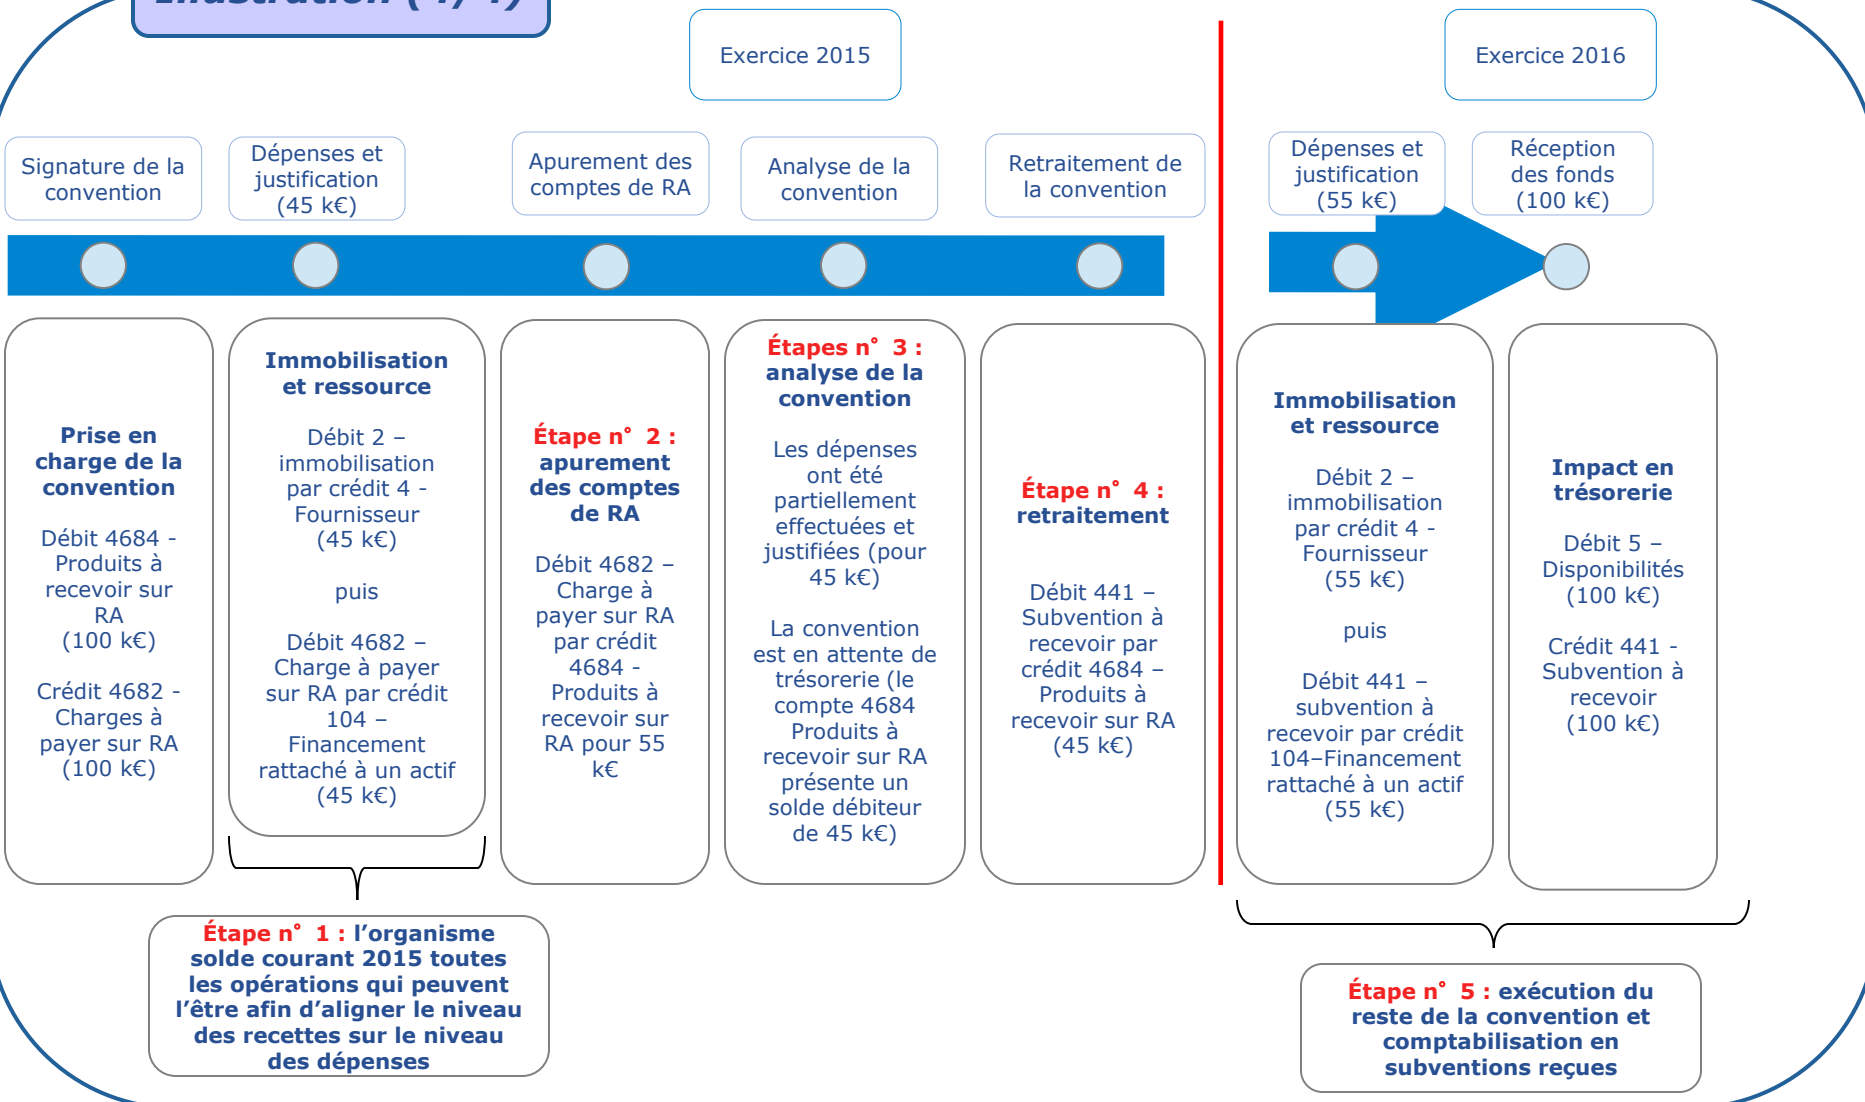 Illustration (4/4)
Exercice 2015
Exercice 2016
Signature de la
convention
Dépenses et
justification
(45 k€)
Apurement des
comptes de RA
Analyse de la
convention
Retraitement de
la convention
Dépenses et
justification
(55 k€)
Réception
des fonds
(100 k€)
Prise en
charge de la
convention
Débit 4684 -
Produits à
recevoir sur
RA
(100 k€)
Crédit 4682 -
Charges à
payer sur RA
(100 k€)
Immobilisation
et ressource
Débit 2 –
immobilisation
par crédit 4 -
Fournisseur
(45 k€)
puis
Débit 4682 –
Charge à payer
sur RA par crédit
104 –
Financement
rattaché à un actif
(45 k€)
Étape n° 2 :
apurement
des comptes
de RA
Débit 4682 –
Charge à
payer sur RA
par crédit
4684 -
Produits à
recevoir sur
RA pour 55
k€
Étapes n° 3 :
analyse de la
convention
Les dépenses
ont été
partiellement
effectuées et
justifiées (pour
45 k€)
La convention
est en attente de
trésorerie (le
compte 4684
Produits à
recevoir sur RA
présente un
solde débiteur
de 45 k€)
Étape n° 4 :
retraitement
Débit 441 –
Subvention à
recevoir par
crédit 4684 –
Produits à
recevoir sur RA
(45 k€)
Immobilisation
et ressource
Débit 2 –
immobilisation
par crédit 4 -
Fournisseur
(55 k€)
puis
Débit 441 –
subvention à
recevoir par crédit
104–Financement
rattaché à un actif
(55 k€)
Impact en
trésorerie
Débit 5 –
Disponibilités
(100 k€)
Crédit 441 -
Subvention à
recevoir
(100 k€)
Étape n° 1 : l’organisme
solde courant 2015 toutes
les opérations qui peuvent
l’être afin d’aligner le niveau
des recettes sur le niveau
des dépenses
Étape n° 5 : exécution du
reste de la convention et
comptabilisation en
subventions reçues